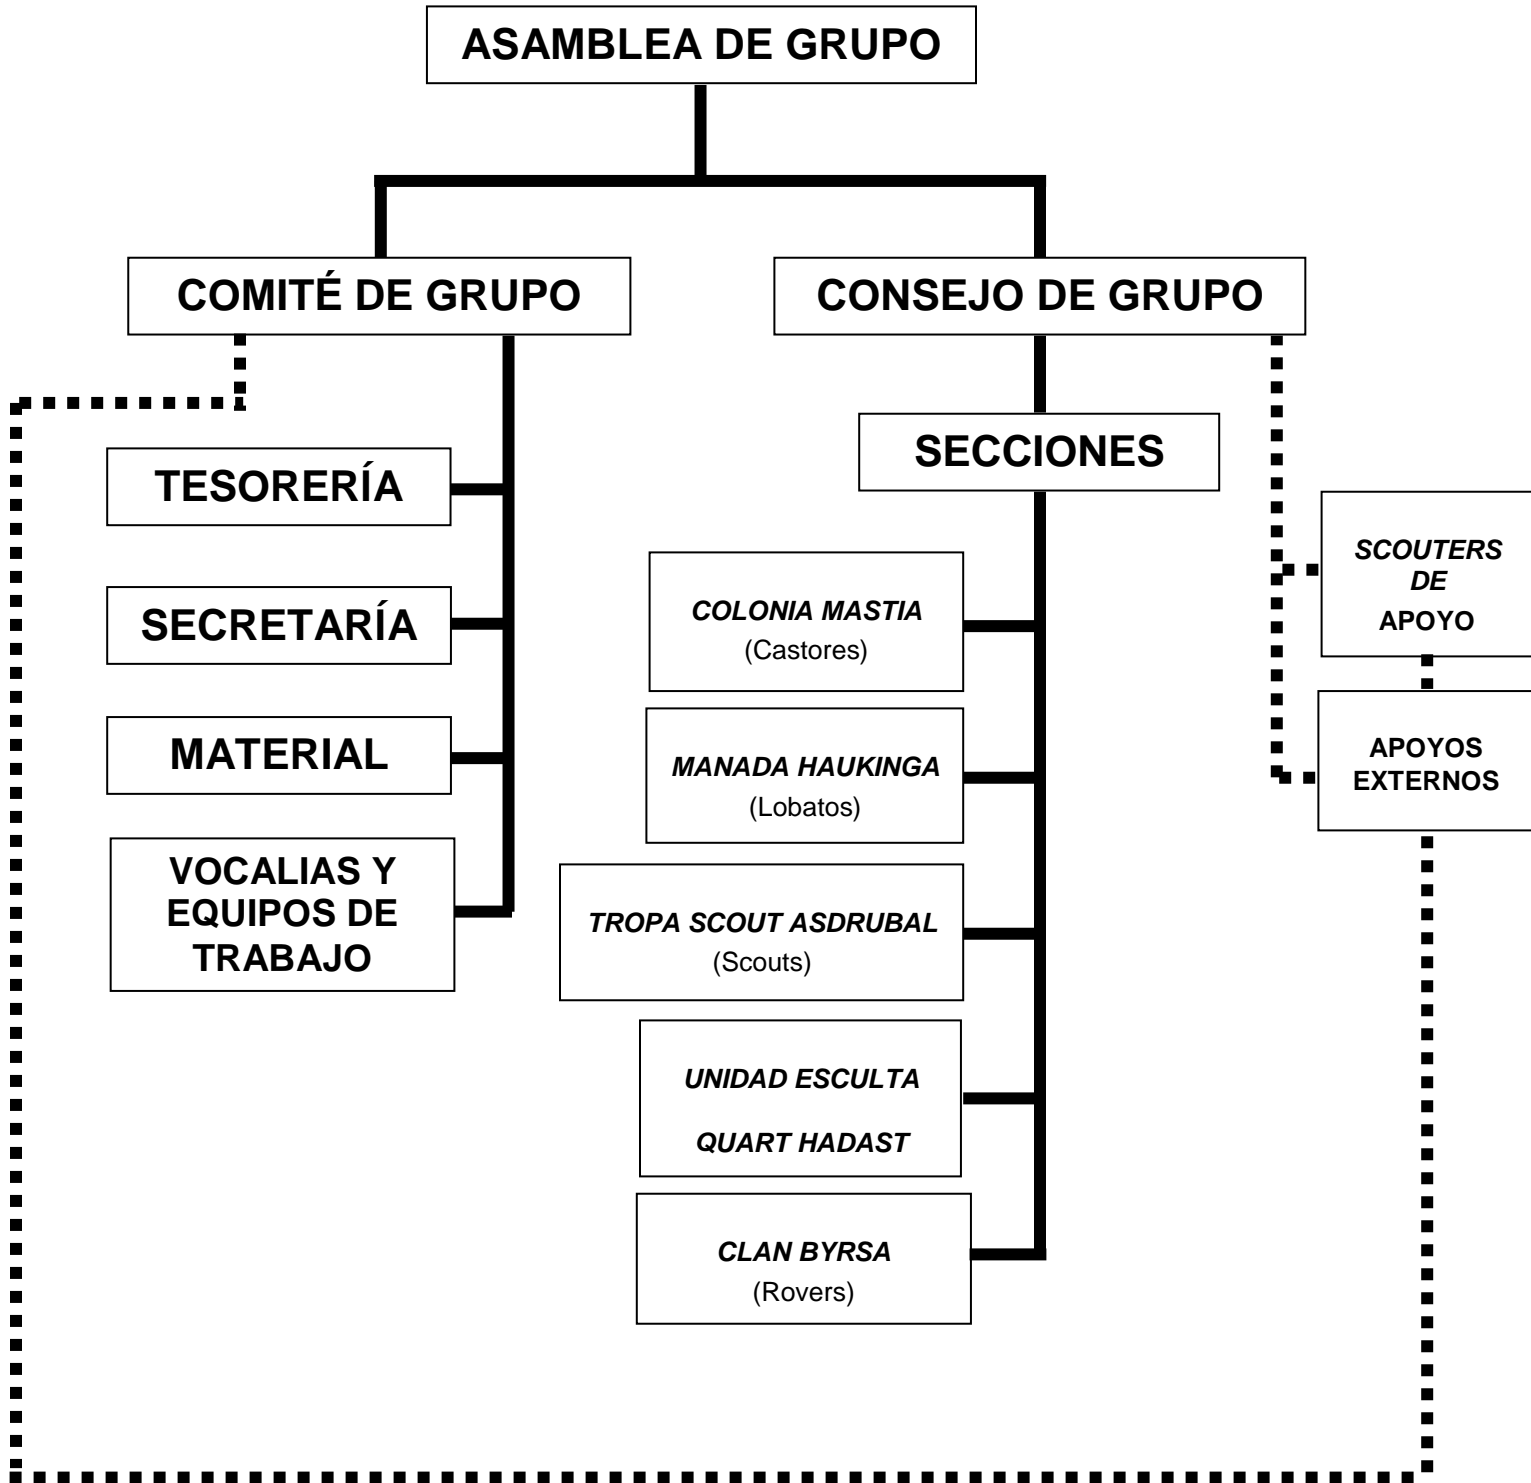 ASAMBLEA DE GRUPO
COMITÉ DE GRUPO
CONSEJO DE GRUPO
TESORERÍA
SECRETARÍA
MATERIAL
VOCALIAS Y
EQUIPOS DE
TRABAJO
SECCIONES
COLONIA MASTIA
(Castores)
MANADA HAUKINGA
(Lobatos)
TROPA SCOUT ASDRUBAL
(Scouts)
UNIDAD ESCULTA
QUART HADAST
CLAN BYRSA
(Rovers)
SCOUTERS
DE
APOYO
APOYOS
EXTERNOS